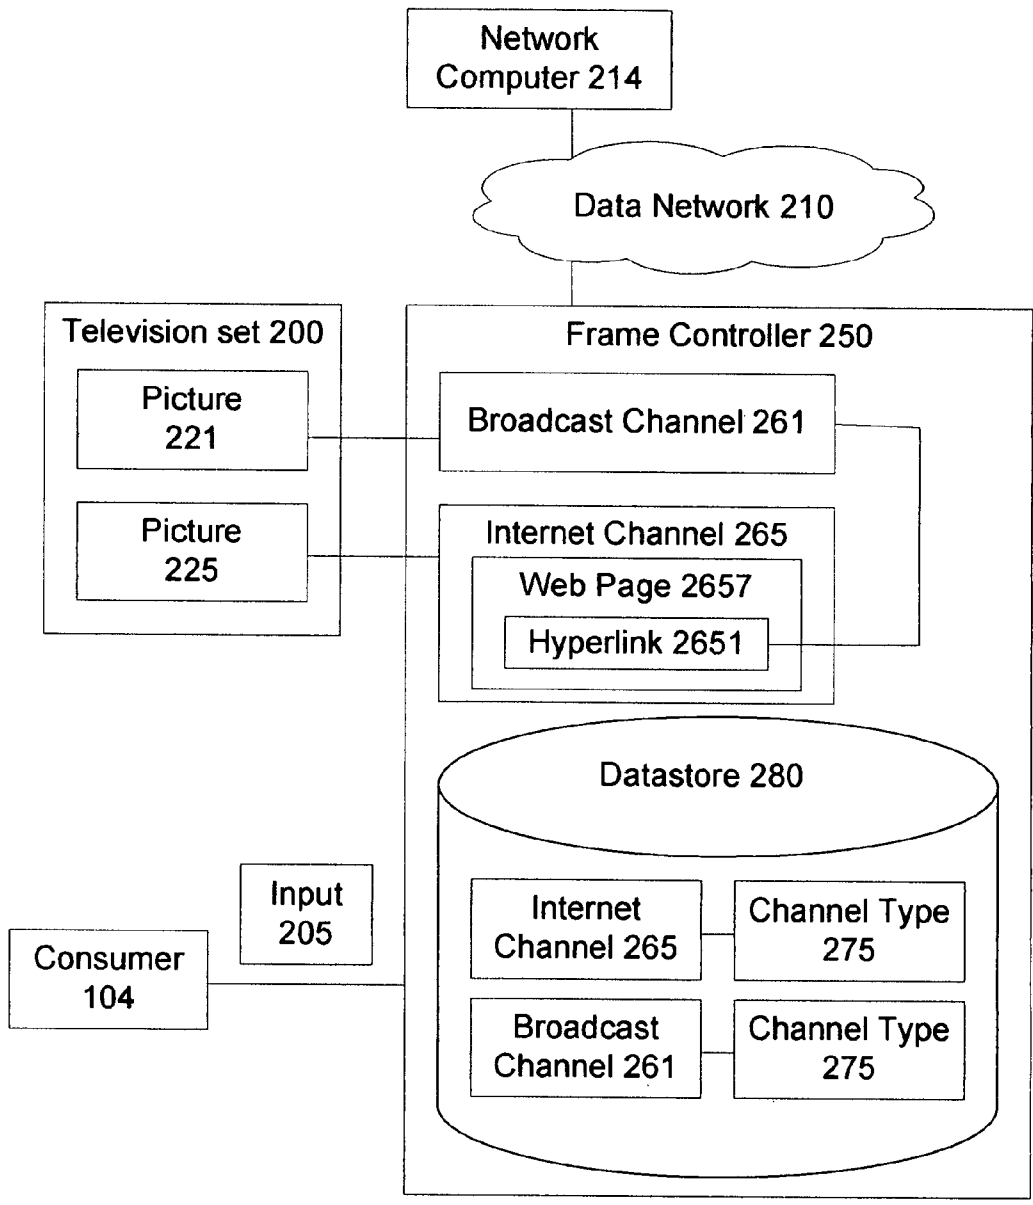 Network
Computer 214
Data Network 210
Television set 200
Picture
221
Picture
225
Frame Controller 250
Broadcast Channel 261
Internet Channel 265
Web Page 2657
Hyperlink 2651
Datastore 280
Internet
Channel 265
Channel Type
275
Broadcast
Channel 261
Channel Type
275
Input
205
Consumer
104